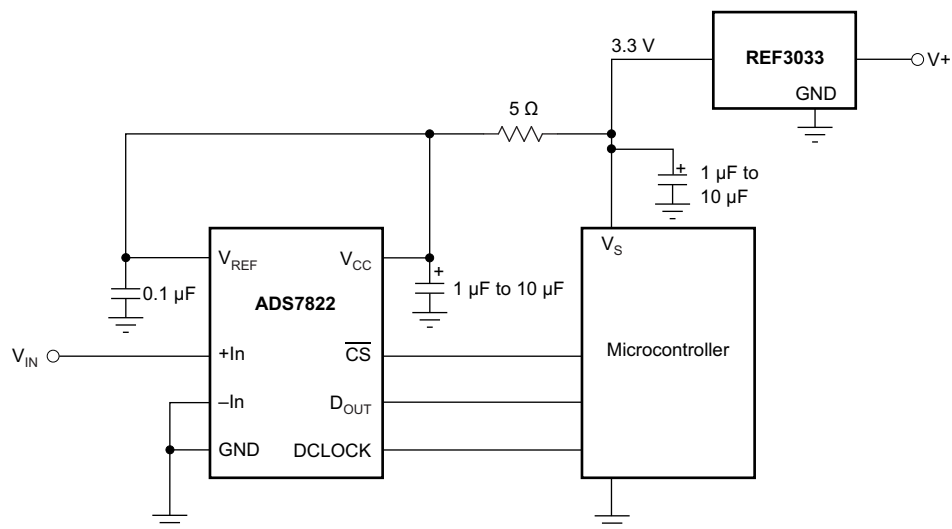 3.3 V
REF3033
V+
GND
5 Ω
1 µF to
10 µF
V_REF
V_CC
V_S
0.1 µF
1 µF to 10 µF
ADS7822
V_IN
+In
C̅S̅
Microcontroller
–In
D_OUT
GND
DCLOCK